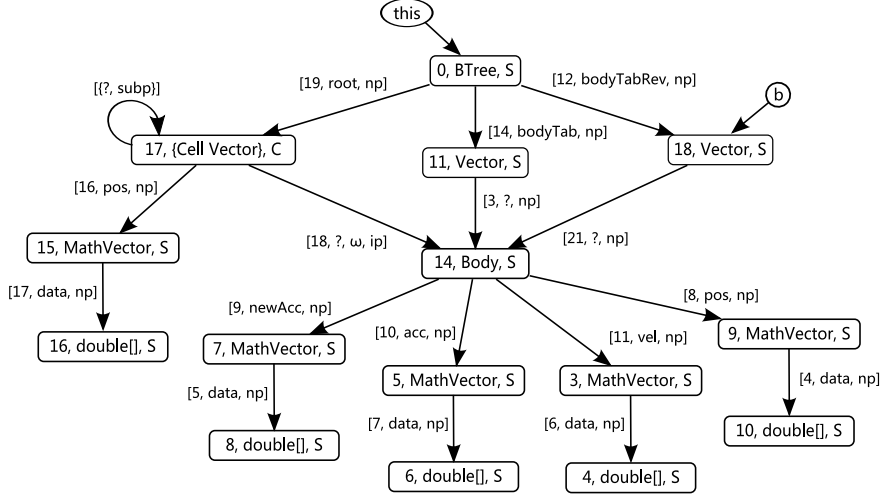 this
0, BTree, S
[{?, subp}]
[19, root, np]
[12, bodyTabRev, np]
b
[14, bodyTab, np]
17, {Cell Vector}, C
11, Vector, S
18, Vector, S
[16, pos, np]
[3, ?, np]
15, MathVector, S
[18, ?, ω, ip]
[21, ?, np]
14, Body, S
[17, data, np]
[9, newAcc, np]
[8, pos, np]
[10, acc, np]
[11, vel, np]
16, double[], S
7, MathVector, S
9, MathVector, S
5, MathVector, S
3, MathVector, S
[5, data, np]
[4, data, np]
[7, data, np]
[6, data, np]
8, double[], S
10, double[], S
6, double[], S
4, double[], S